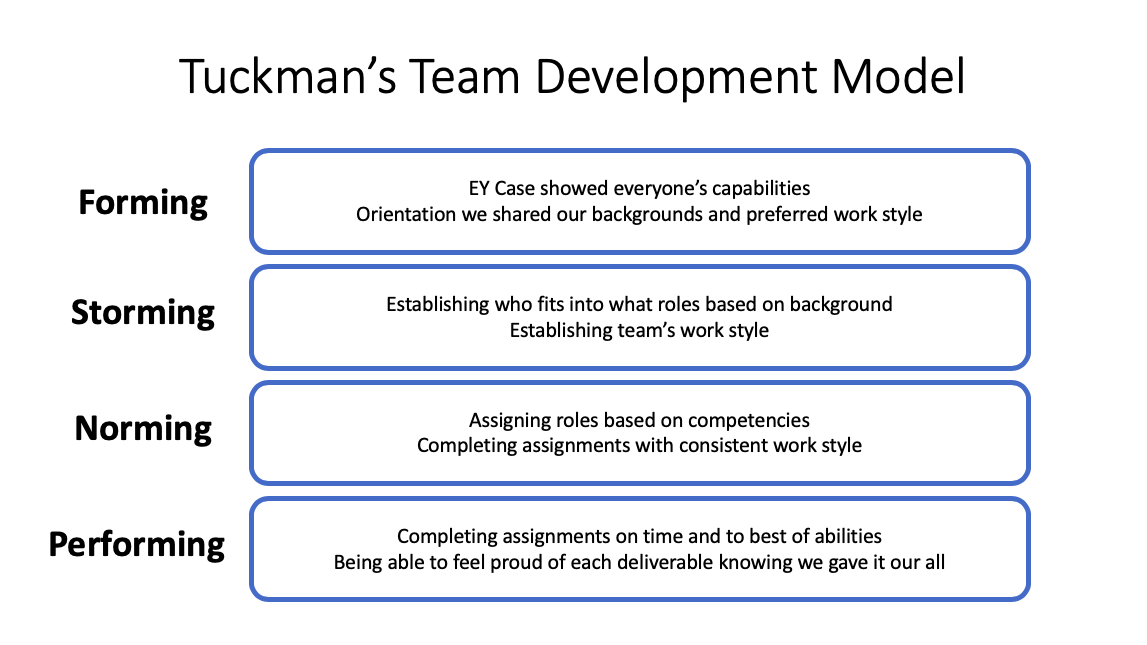 Tuckman’s Team Development Model
Forming
EY Case showed everyone’s capabilities
Orientation we shared our backgrounds and preferred work style
Storming
Establishing who fits into what roles based on background
Establishing team’s work style
Norming
Assigning roles based on competencies
Completing assignments with consistent work style
Performing
Completing assignments on time and to best of abilities
Being able to feel proud of each deliverable knowing we gave it our all